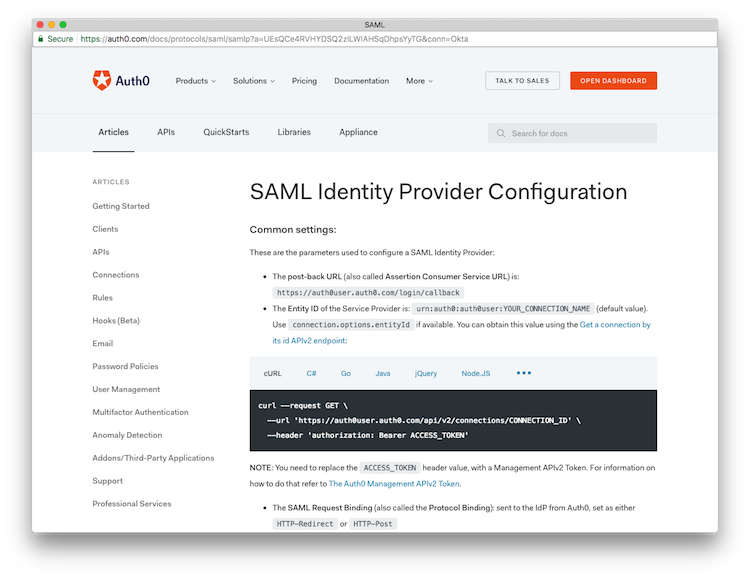 SAML
Secure https://auth0.com/docs/protocols/saml/samlp?a=UEsQCe4RVHYDSQ2zILWIAHSqDhpsYyTG&conn=Okta
Auth0 Products Solutions Pricing Documentation More TALK TO SALES OPEN DASHBOARD
Articles APIs QuickStarts Libraries Appliance Search for docs
ARTICLES
Getting Started
Clients
APIs
Connections
Rules
Hooks (Beta)
Email
Password Policies
User Management
Multifactor Authentication
Anomaly Detection
Addons/Third-Party Applications
Support
Professional Services
SAML Identity Provider Configuration
Common settings:
These are the parameters used to configure a SAML Identity Provider:
• The post-back URL (also called Assertion Consumer Service URL) is:
https://auth0user.auth0.com/login/callback
• The Entity ID of the Service Provider is: urn:auth0:auth0user:YOUR_CONNECTION_NAME (default value).
Use connection.options.entityId if available. You can obtain this value using the Get a connection by
its id APIv2 endpoint:
cURL C# Go Java jQuery Node.JS •••
curl --request GET \
--url 'https://auth0user.auth0.com/api/v2/connections/CONNECTION_ID' \
--header 'authorization: Bearer ACCESS_TOKEN'
NOTE: You need to replace the ACCESS_TOKEN header value, with a Management APIv2 Token. For information
on how to do that refer to The Auth0 Management APIv2 Token.
• The SAML Request Binding (also called the Protocol Binding): sent to the IdP from Auth0, set as either
HTTP-Redirect or HTTP-Post